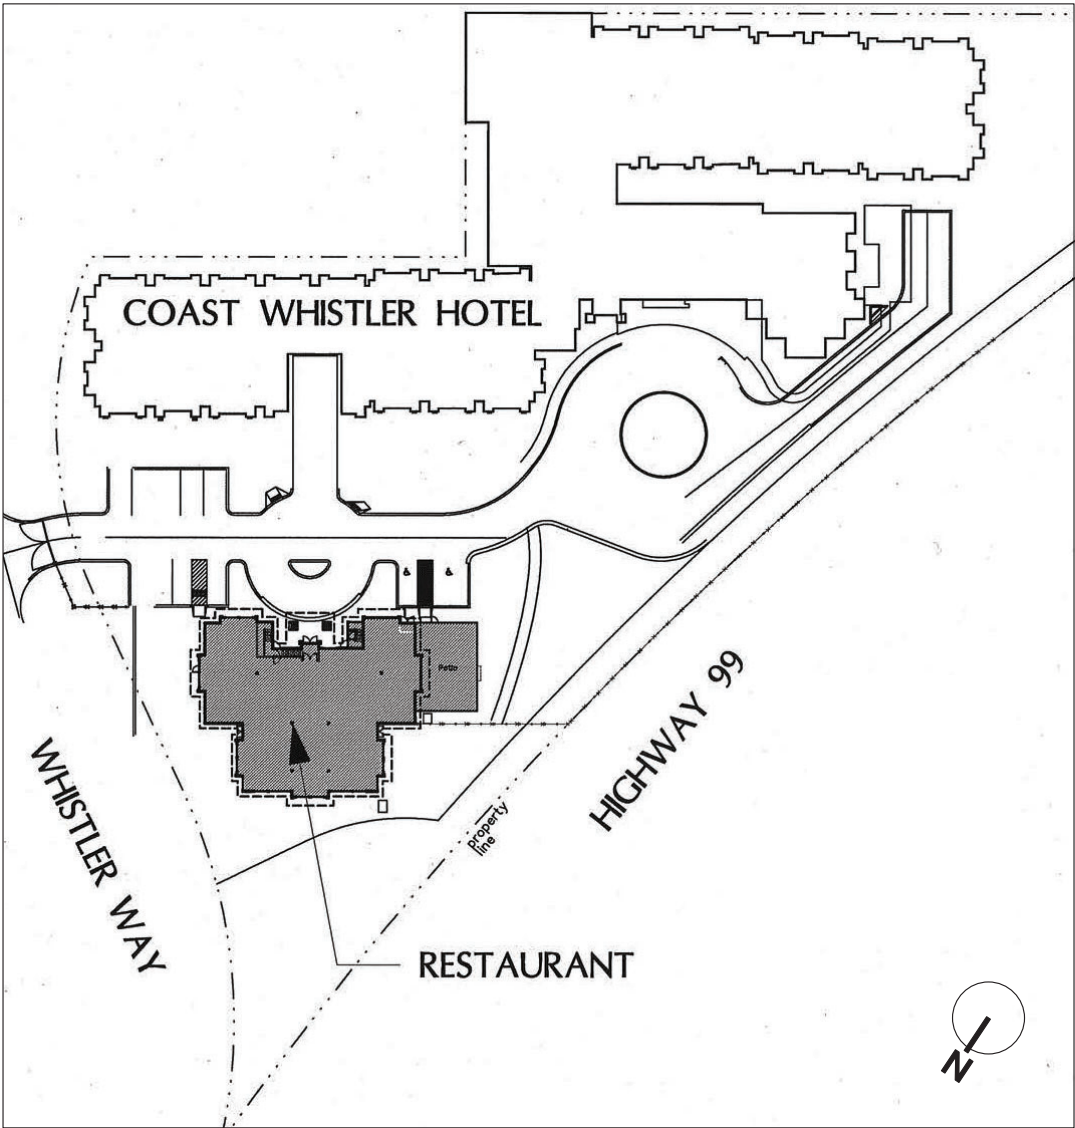 COAST WHISTLER HOTEL
Patio
WHISTLER WAY
HIGHWAY 99
property
line
RESTAURANT
N